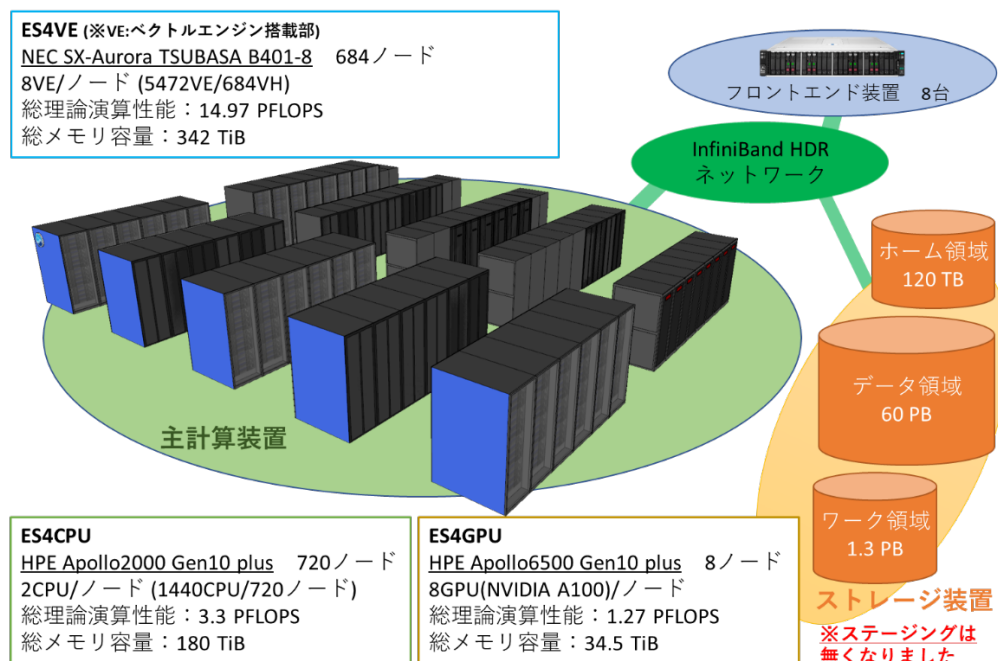 ES4VE (※VE:ベクトルエンジン搭載部)
NEC SX-Aurora TSUBASA B401-8 684ノード
8VE/ノード (5472VE/684VH)
総理論演算性能：14.97 PFLOPS
総メモリ容量：342 TiB
フロントエンド装置 8台
InfiniBand HDR
ネットワーク
ホーム領域
120 TB
データ領域
60 PB
ワーク領域
1.3 PB
ストレージ装置
※ステージングは
無くなりました
主計算装置
ES4CPU
HPE Apollo2000 Gen10 plus 720ノード
2CPU/ノード (1440CPU/720ノード)
総理論演算性能：3.3 PFLOPS
総メモリ容量：180 TiB
ES4GPU
HPE Apollo6500 Gen10 plus 8ノード
8GPU(NVIDIA A100)/ノード
総理論演算性能：1.27 PFLOPS
総メモリ容量：34.5 TiB